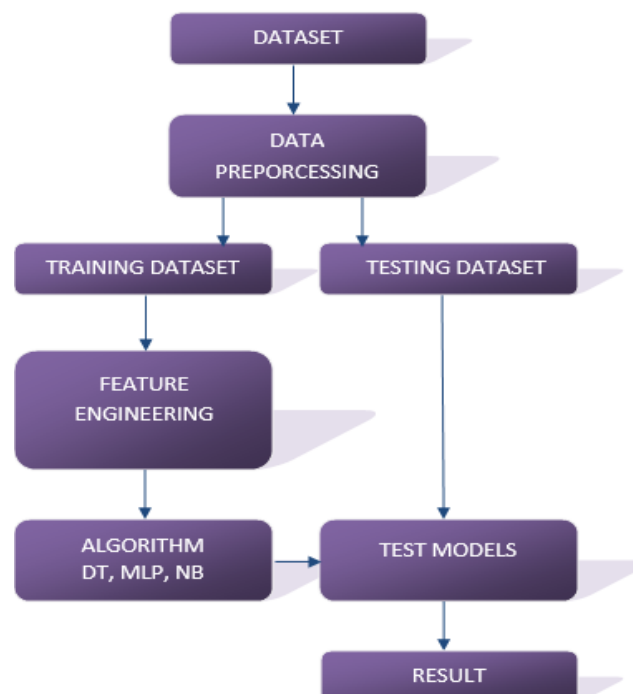 DATASET
DATA
PREPORCESSING
TRAINING DATASET
TESTING DATASET
FEATURE
ENGINEERING
ALGORITHM
DT, MLP, NB
TEST MODELS
RESULT